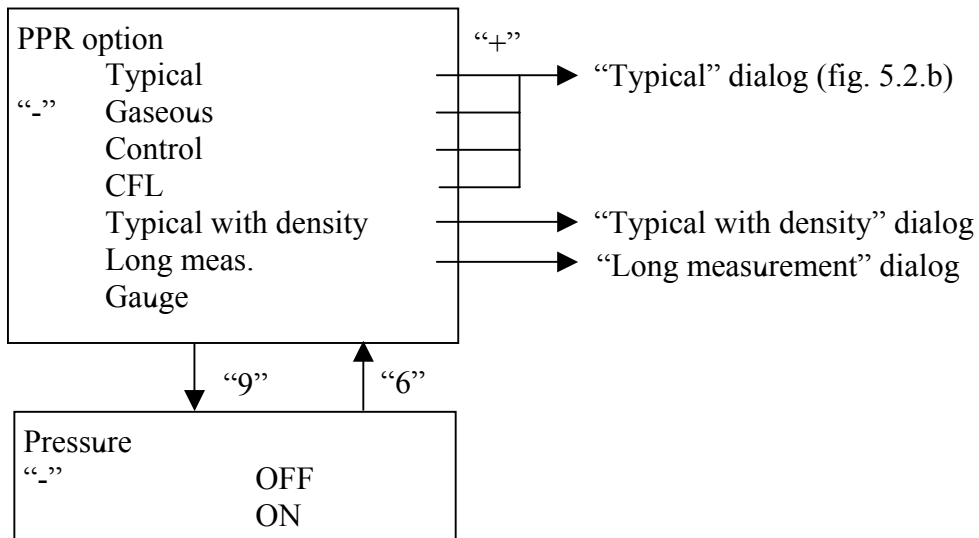 PPR option
“+”
Typical
“Typical” dialog (fig. 5.2.b)
“-” Gaseous
Control
CFL
Typical with density
“Typical with density” dialog
Long meas.
“Long measurement” dialog
Gauge
“9”
“6”
Pressure
“-” OFF
ON